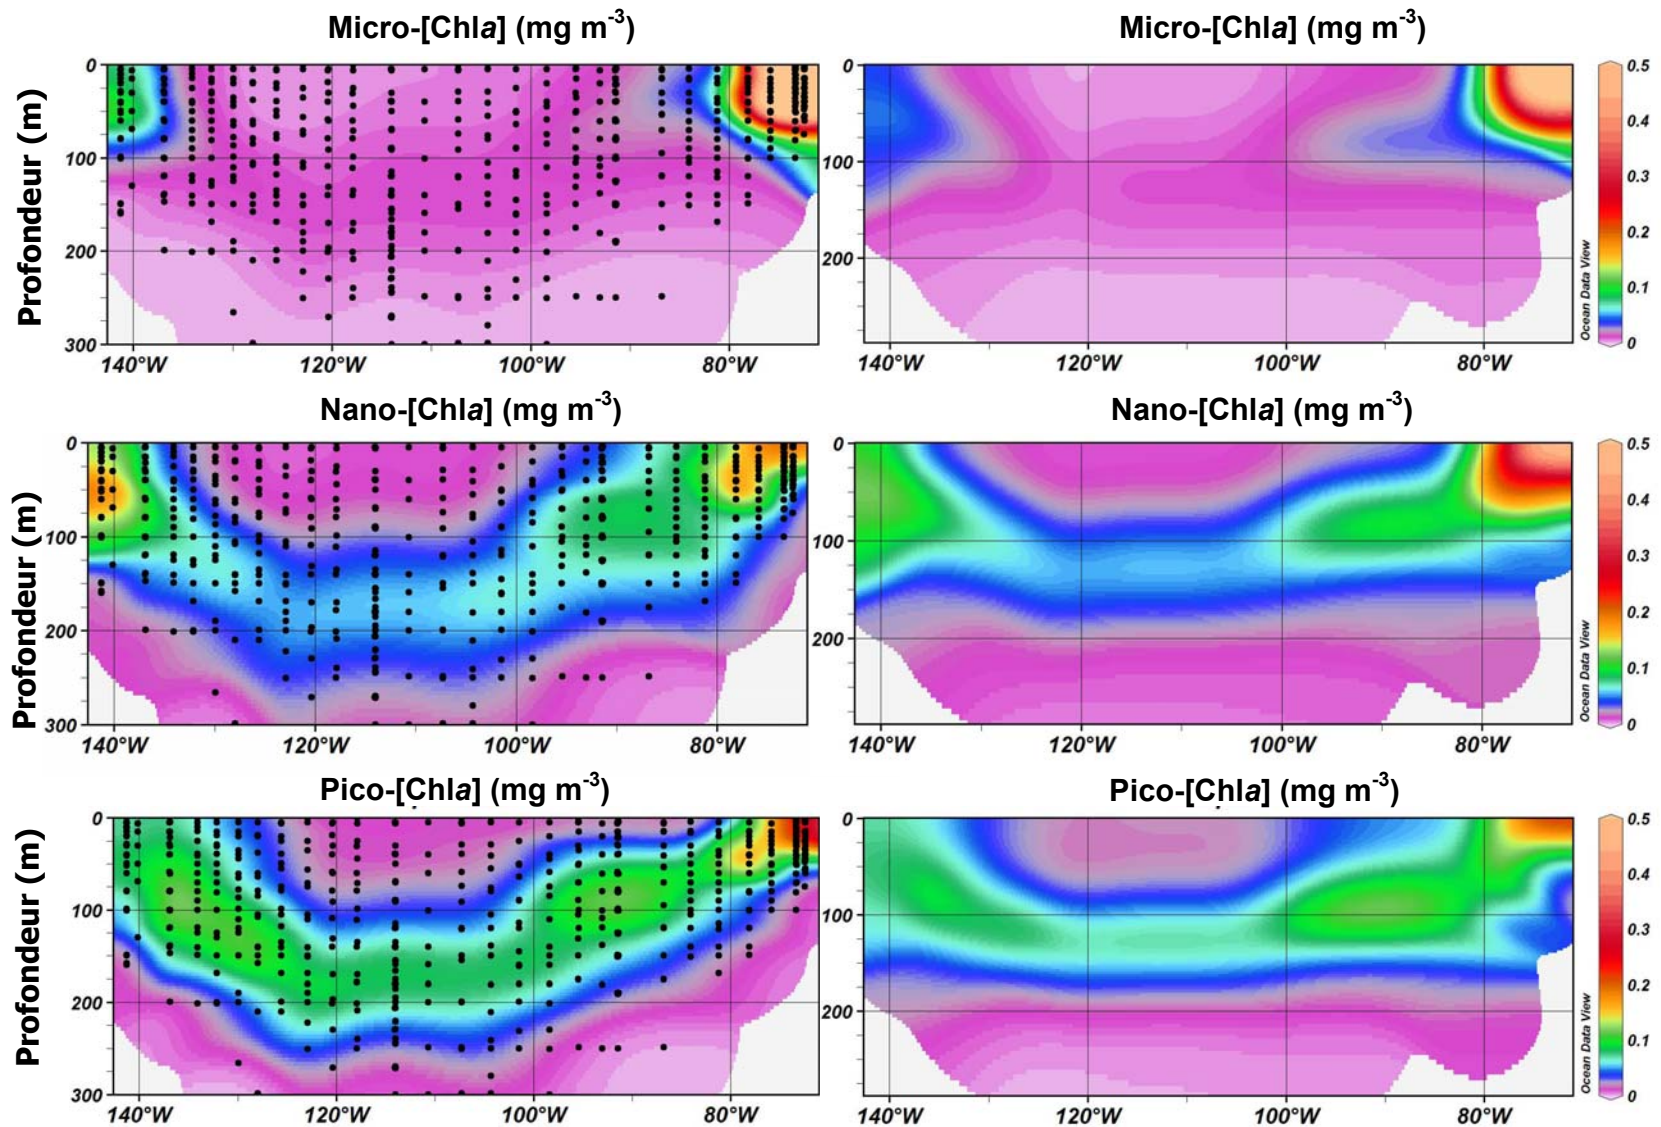 Micro-[Chla] (mg m-3)
Micro-[Chla] (mg m-3)
Profondeur (m)
0
100
200
300
140°W 120°W 100°W 80°W
0
100
200
140°W 120°W 100°W 80°W
Ocean Data View
0.5
0.4
0.3
0.2
0.1
0
Nano-[Chla] (mg m-3)
Nano-[Chla] (mg m-3)
Profondeur (m)
0
100
200
300
140°W 120°W 100°W 80°W
0
100
200
140°W 120°W 100°W 80°W
Ocean Data View
0.5
0.4
0.3
0.2
0.1
0
Pico-[Chla] (mg m-3)
Pico-[Chla] (mg m-3)
Profondeur (m)
0
100
200
300
140°W 120°W 100°W 80°W
0
100
200
140°W 120°W 100°W 80°W
Ocean Data View
0.5
0.4
0.3
0.2
0.1
0